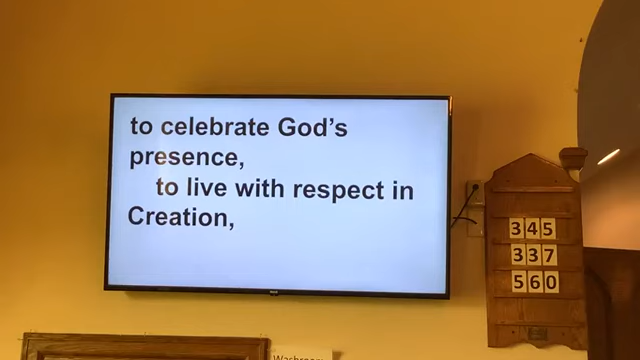 to celebrate God's
presence,
to live with respect in
Creation,
345
337
560